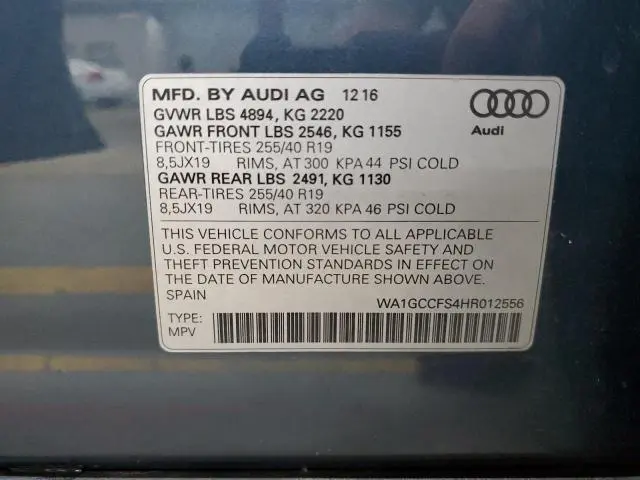 MFD. BY AUDI AG 12 16
GVWR LBS 4894, KG 2220
GAWR FRONT LBS 2546, KG 1155
FRONT-TIRES 255/40 R19
8,5JX19 RIMS, AT 300 KPA 44 PSI COLD
GAWR REAR LBS 2491, KG 1130
REAR-TIRES 255/40 R19
8,5JX19 RIMS, AT 320 KPA 46 PSI COLD
Audi
THIS VEHICLE CONFORMS TO ALL APPLICABLE
U.S. FEDERAL MOTOR VEHICLE SAFETY AND
THEFT PREVENTION STANDARDS IN EFFECT ON
THE DATE OF MANUFACTURE SHOWN ABOVE.
SPAIN
WA1GCCFS4HR012556
TYPE:
MPV